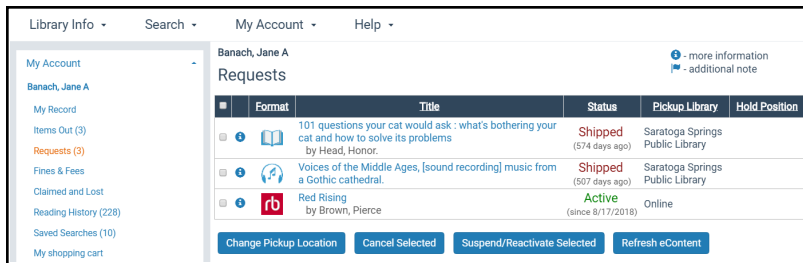 Library Info Search My Account Help
My Account
Banach, Jane A
My Record
Items Out (3)
Requests (3)
Fines & Fees
Claimed and Lost
Reading History (228)
Saved Searches (10)
My shopping cart
Banach, Jane A
- more information
- additional note
Requests
Format Title Status Pickup Library Hold Position
101 questions your cat would ask : what's bothering your
cat and how to solve its problems
by Head, Honor.
Shipped
(574 days ago)
Saratoga Springs
Public Library
Voices of the Middle Ages, [sound recording] music from
a Gothic cathedral.
Shipped
(507 days ago)
Saratoga Springs
Public Library
rb
Red Rising
by Brown, Pierce
Active
(since 8/17/2018)
Online
Change Pickup Location Cancel Selected Suspend/Reactivate Selected Refresh eContent